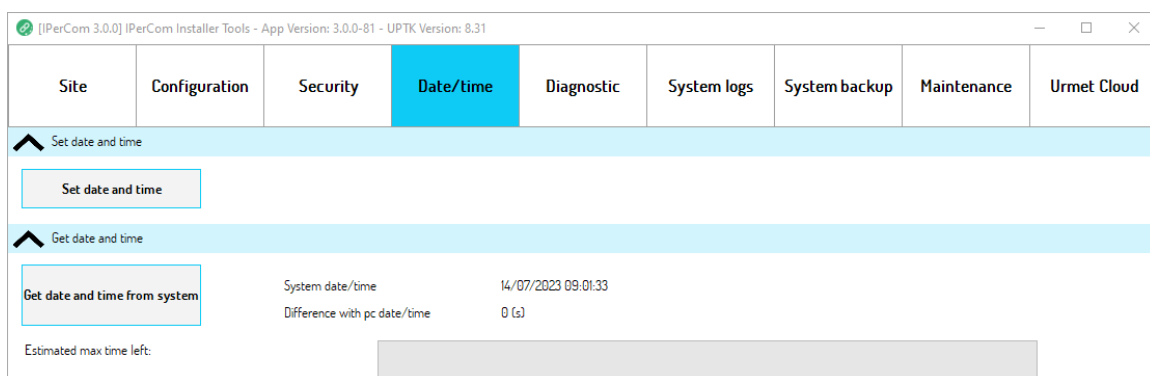 [IPerCom 3.0.0] IPerCom Installer Tools - App Version: 3.0.0-81 - UPTK Version: 8.31
Site Configuration Security Date/time Diagnostic System logs System backup Maintenance Urmet Cloud
Set date and time
Set date and time
Get date and time
Get date and time from system
System date/time 14/07/2023 09:01:33
Difference with pc date/time 0 (s)
Estimated max time left: